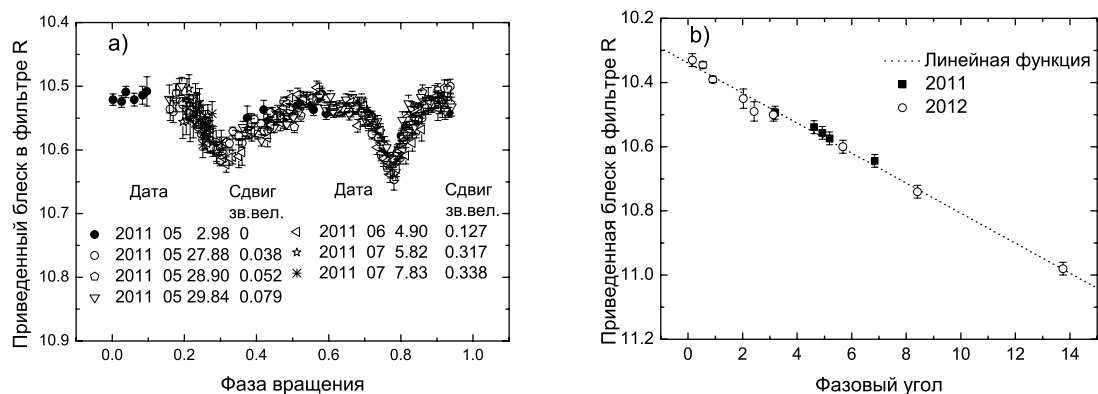 a)
Приведенный блеск в фильтре R
10.4
10.5
10.6
10.7
10.8
10.9
Дата Сдвиг зв.вел. Дата Сдвиг зв.вел.
2011 05 2.98 0
2011 05 27.88 0.038
2011 05 28.90 0.052
2011 05 29.84 0.079
2011 06 4.90 0.127
2011 07 5.82 0.317
2011 07 7.83 0.338
0.0 0.2 0.4 0.6 0.8 1.0
Фаза вращения
b)
Приведенная блеск в фильтре R
10.2
10.4
10.6
10.8
11.0
11.2
Линейная функция
2011
2012
0 2 4 6 8 10 12 14
Фазовый угол